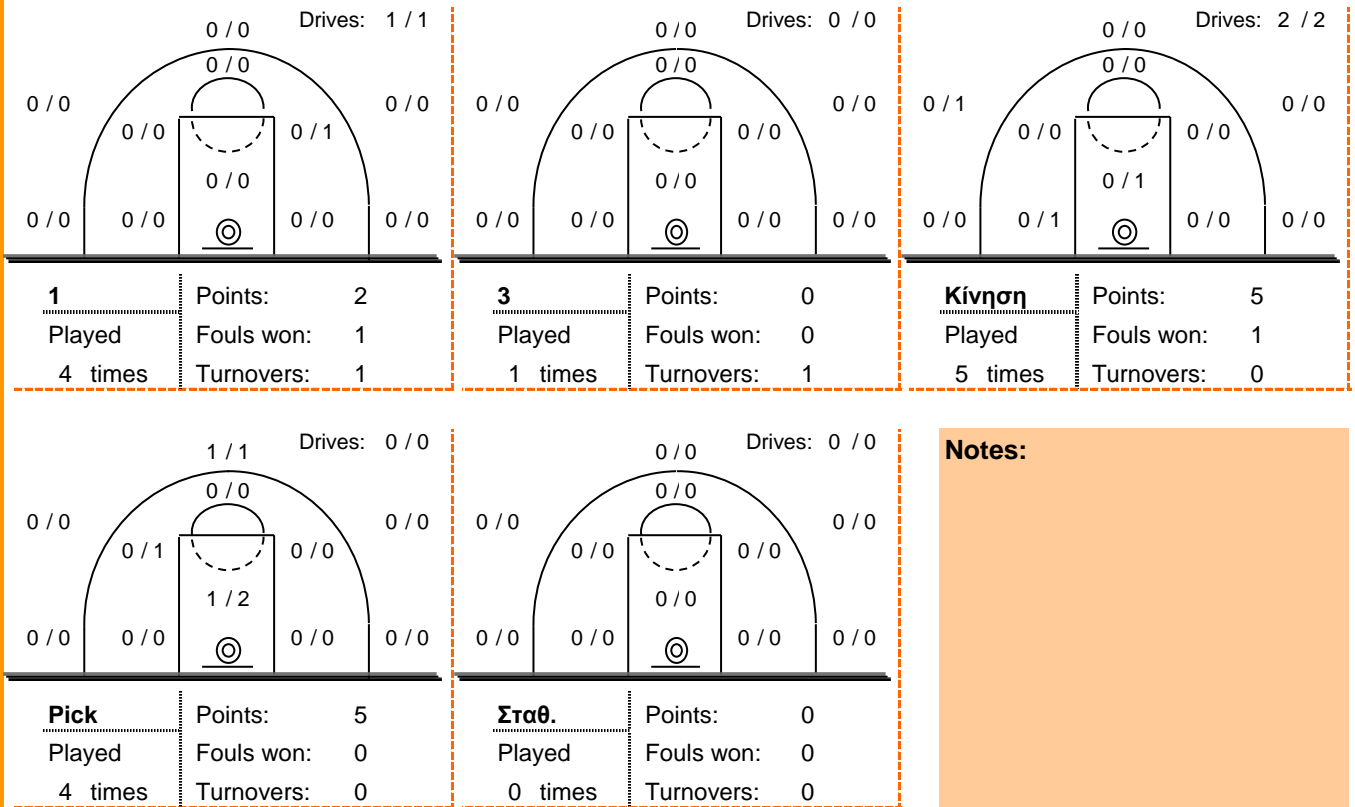 0 / 0 Drives: 1 / 1
0 / 0
0 / 0 0 / 0
0 / 0 0 / 1
0 / 0
0 / 0 0 / 0 0 / 0 0 / 0
1 Points: 2
Played Fouls won: 1
4 times Turnovers: 1
0 / 0 Drives: 0 / 0
0 / 0
0 / 0 0 / 0
0 / 0 0 / 0
0 / 0
0 / 0 0 / 0 0 / 0 0 / 0
3 Points: 0
Played Fouls won: 0
1 times Turnovers: 1
0 / 0 Drives: 2 / 2
0 / 0
0 / 1 0 / 0
0 / 0 0 / 0
0 / 1
0 / 0 0 / 1 0 / 0 0 / 0
Κίνηση Points: 5
Played Fouls won: 1
5 times Turnovers: 0
1 / 1 Drives: 0 / 0
0 / 0
0 / 0 0 / 0
0 / 1 0 / 0
1 / 2
0 / 0 0 / 0 0 / 0 0 / 0
Pick Points: 5
Played Fouls won: 0
4 times Turnovers: 0
0 / 0 Drives: 0 / 0
0 / 0
0 / 0 0 / 0
0 / 0 0 / 0
0 / 0
0 / 0 0 / 0 0 / 0 0 / 0
Σταθ. Points: 0
Played Fouls won: 0
0 times Turnovers: 0
Notes: